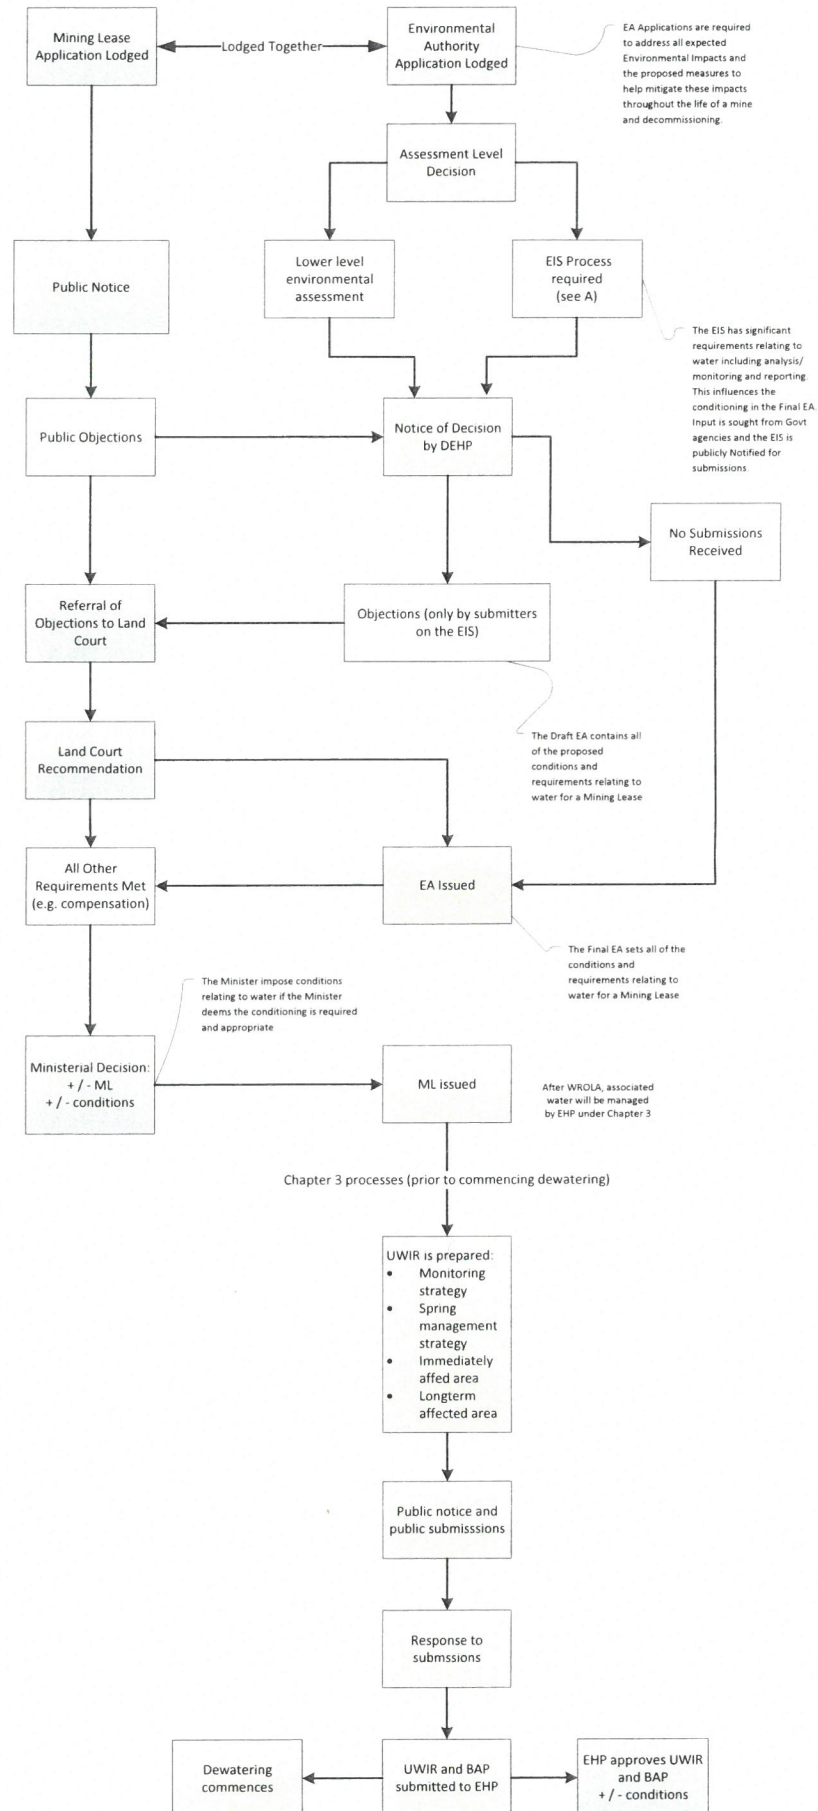 Mining Lease
Application Lodged
Lodged Together
Environmental
Authority
Application Lodged
EA Applications are required
to address all expected
Environmental Impacts and
the proposed measures to
help mitigate these impacts
throughout the life of a mine
and decommissioning.
Assessment Level
Decision
Public Notice
Lower level
environmental
assessment
EIS Process
required
(see A)
The EIS has significant
requirements relating to
water including analysis/
monitoring and reporting.
This influences the
conditioning in the Final EA.
Input is sought from Govt
agencies and the EIS is
publicly Notified for
submissions
Public Objections
Notice of Decision
by DEHP
No Submissions
Received
Referral of
Objections to Land
Court
Objections (only by submitters
on the EIS)
Land Court
Recommendation
The Draft EA contains all
of the proposed
conditions and
requirements relating to
water for a Mining Lease
All Other
Requirements Met
(e.g. compensation)
EA Issued
The Final EA sets all of the
conditions and
requirements relating to
water for a Mining Lease
The Minister impose conditions
relating to water if the Minister
deems the conditioning is required
and appropriate
Ministerial Decision:
+ / - ML
+ / - conditions
ML issued
After WROLA, associated
water will be managed
by EHP under Chapter 3
Chapter 3 processes (prior to commencing dewatering)
UWIR is prepared:
• Monitoring
strategy
• Spring
management
strategy
• Immediately
affed area
• Longterm
affected area
Public notice and
public submisssions
Response to
submssions
Dewatering
commences
UWIR and BAP
submitted to EHP
EHP approves UWIR
and BAP
+ / - conditions